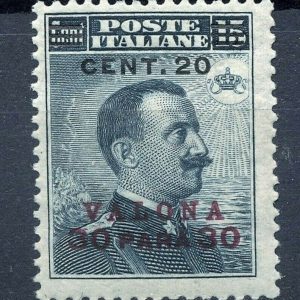 POSTE
ITALIANE
15
CENT. 20
VALONA
30 PARA 30